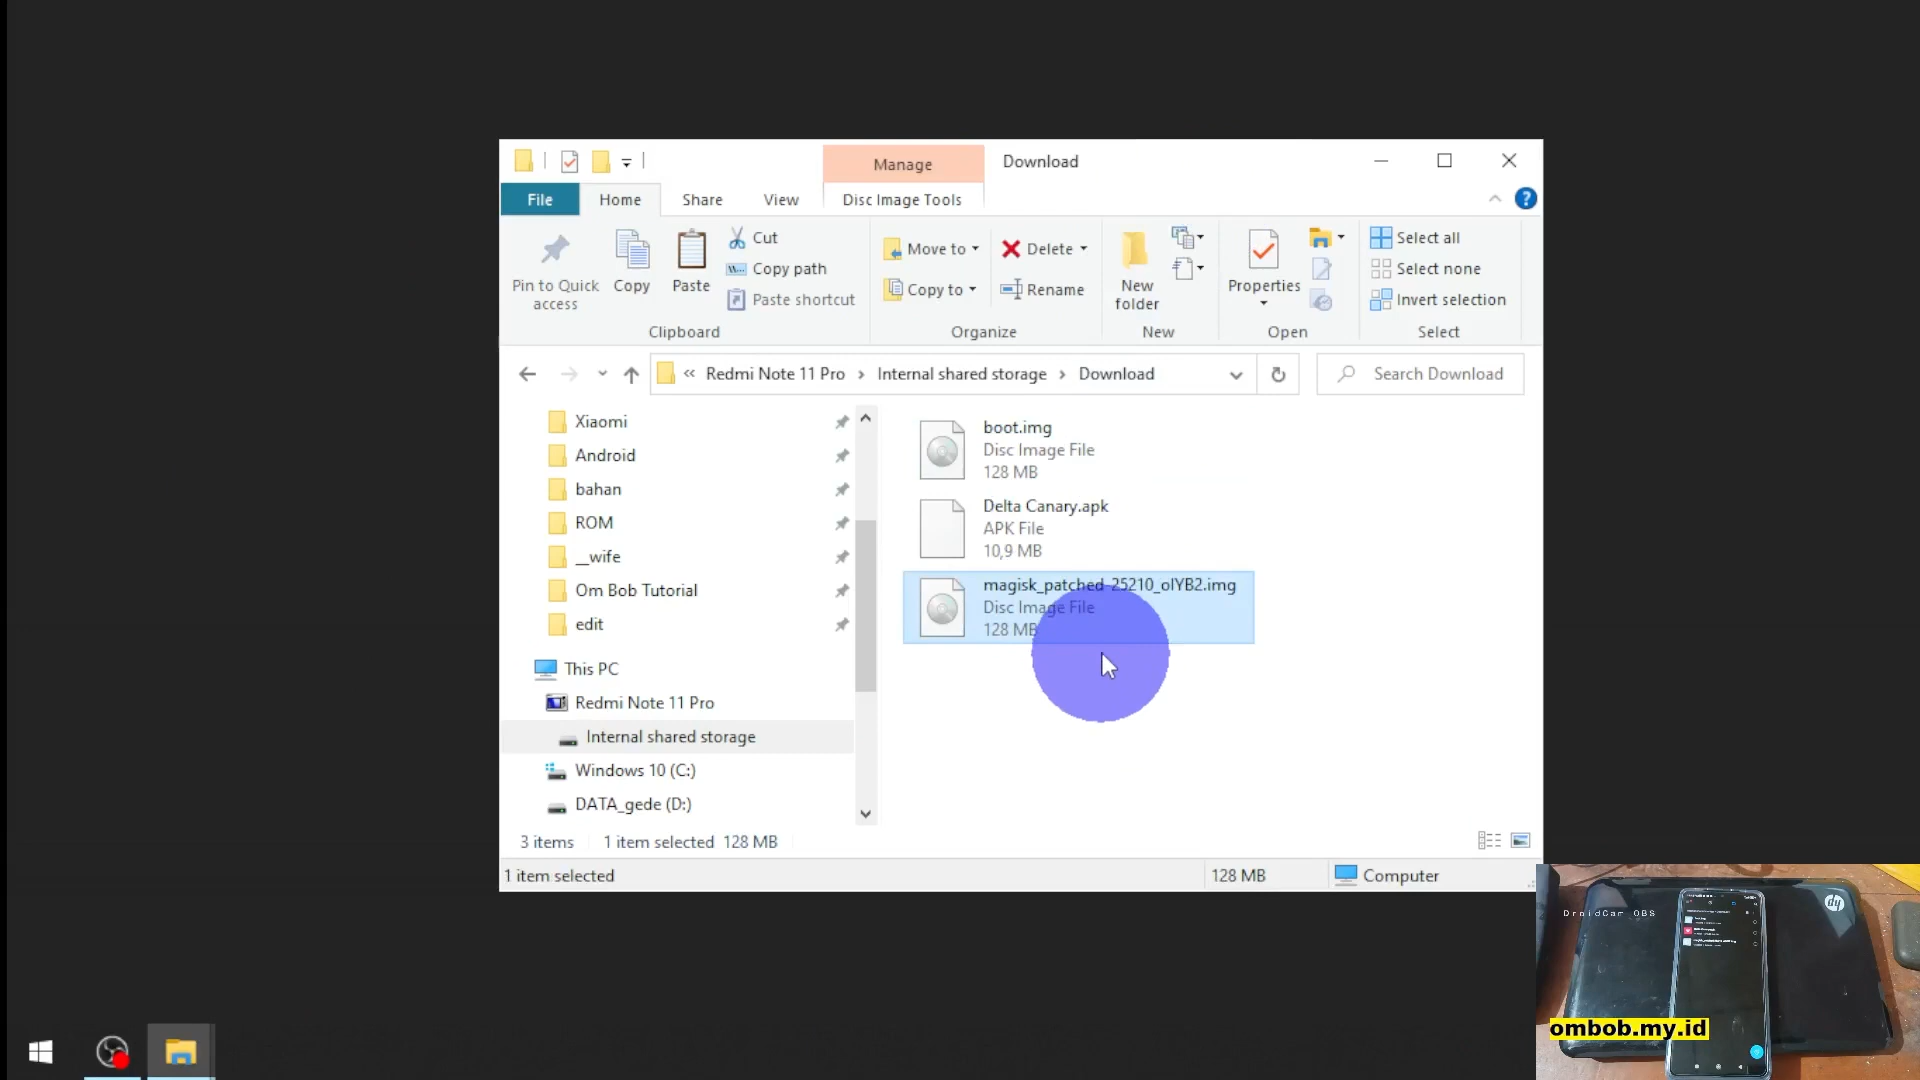 Manage
Download
File
Home
Share
View
Disc Image Tools
Pin to Quick
access
Copy
Paste
Cut
Copy path
Paste shortcut
Clipboard
Move to
Copy to
Delete
Rename
Organize
New
folder
New
Properties
Open
Select all
Select none
Invert selection
Select
« Redmi Note 11 Pro › Internal shared storage › Download
Search Download
Xiaomi
Android
bahan
ROM
__wife
Om Bob Tutorial
edit
This PC
Redmi Note 11 Pro
Internal shared storage
Windows 10 (C:)
DATA_gede (D:)
boot.img
Disc Image File
128 MB
Delta Canary.apk
APK File
10,9 MB
magisk_patched-25210_olYB2.img
Disc Image File
128 MB
3 items
1 item selected 128 MB
1 item selected
128 MB
Computer
DroidCam OBS
hp
ombob.my.id